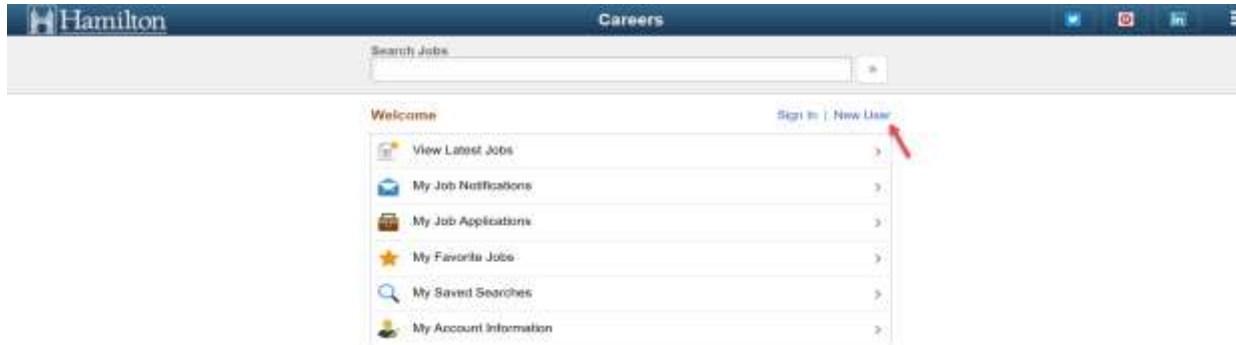 Hamilton
Careers
in
Search Jobs
»
Welcome
Sign In | New User
View Latest Jobs
My Job Notifications
My Job Applications
My Favorite Jobs
My Saved Searches
My Account Information